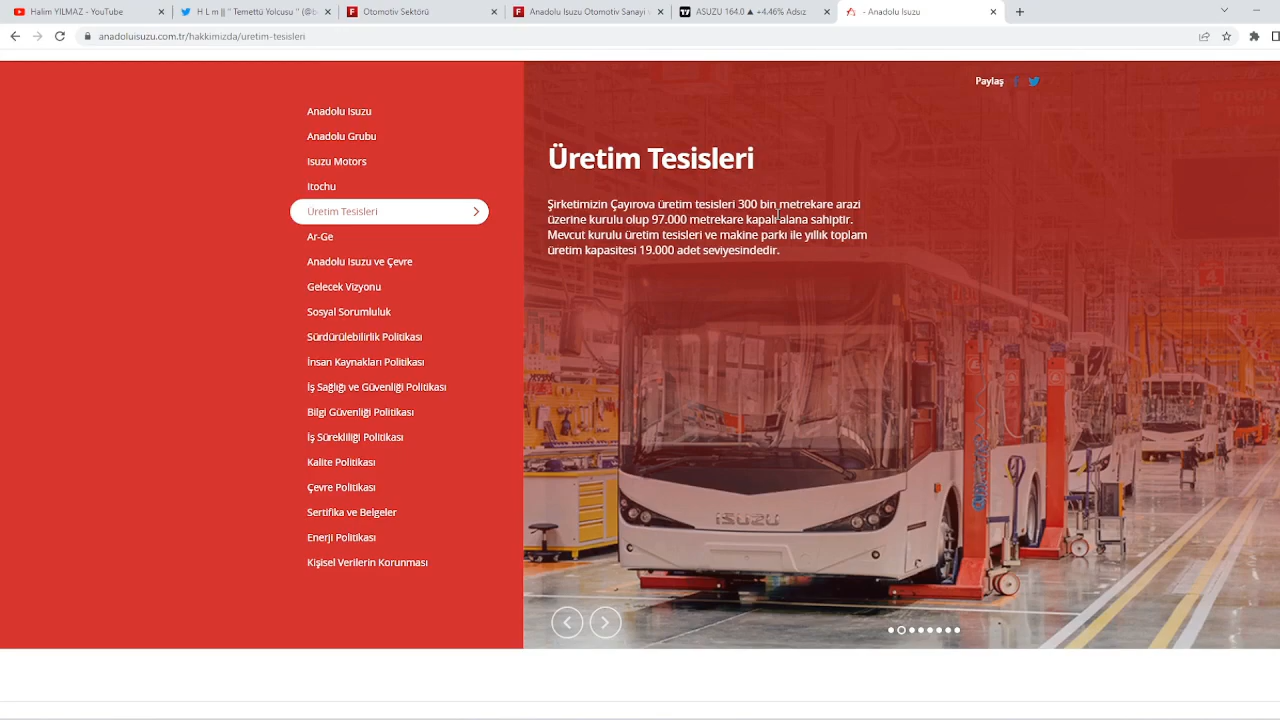 Halim YILMAZ - YouTube
H L m || " Temettü Yolcusu " (@b
Otomotiv Sektörü
Anadolu Isuzu Otomotiv Sanayi v
ASUZU 164.0 ▲ +4.46% Adsız
- Anadolu Isuzu
anadoluisuzu.com.tr/hakkimizda/uretim-tesisleri
Paylaş
Anadolu Isuzu
Anadolu Grubu
Isuzu Motors
Itochu
Üretim Tesisleri
Ar-Ge
Anadolu Isuzu ve Çevre
Gelecek Vizyonu
Sosyal Sorumluluk
Sürdürülebilirlik Politikası
İnsan Kaynakları Politikası
İş Sağlığı ve Güvenliği Politikası
Bilgi Güvenliği Politikası
İş Sürekliliği Politikası
Kalite Politikası
Çevre Politikası
Sertifika ve Belgeler
Enerji Politikası
Kişisel Verilerin Korunması
Üretim Tesisleri
Şirketimizin Çayırova üretim tesisleri 300 bin metrekare arazi
üzerine kurulu olup 97.000 metrekare kapalı alana sahiptir.
Mevcut kurulu üretim tesisleri ve makine parkı ile yıllık toplam
üretim kapasitesi 19.000 adet seviyesindedir.
OTOBÜS
TRİM
4
ISUZU